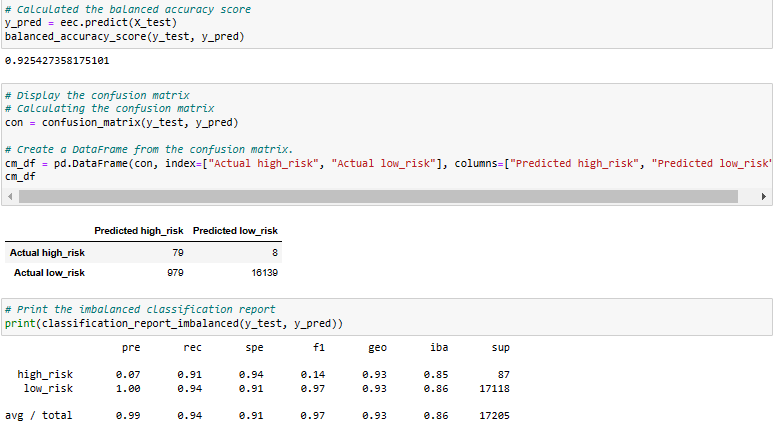 # Calculated the balanced accuracy score
y_pred = eec.predict(X_test)
balanced_accuracy_score(y_test, y_pred)
0.925427358175101
# Display the confusion matrix
# Calculating the confusion matrix
con = confusion_matrix(y_test, y_pred)
# Create a DataFrame from the confusion matrix.
cm_df = pd.DataFrame(con, index=["Actual high_risk", "Actual low_risk"], columns=["Predicted high_risk", "Predicted low_risk"
cm_df
Predicted high_risk Predicted low_risk
Actual high_risk 79 8
Actual low_risk 979 16139
# Print the imbalanced classification report
print(classification_report_imbalanced(y_test, y_pred))
pre rec spe f1 geo iba sup
high_risk 0.07 0.91 0.94 0.14 0.93 0.85 87
low_risk 1.00 0.94 0.91 0.97 0.93 0.86 17118
avg / total 0.99 0.94 0.91 0.97 0.93 0.86 17205